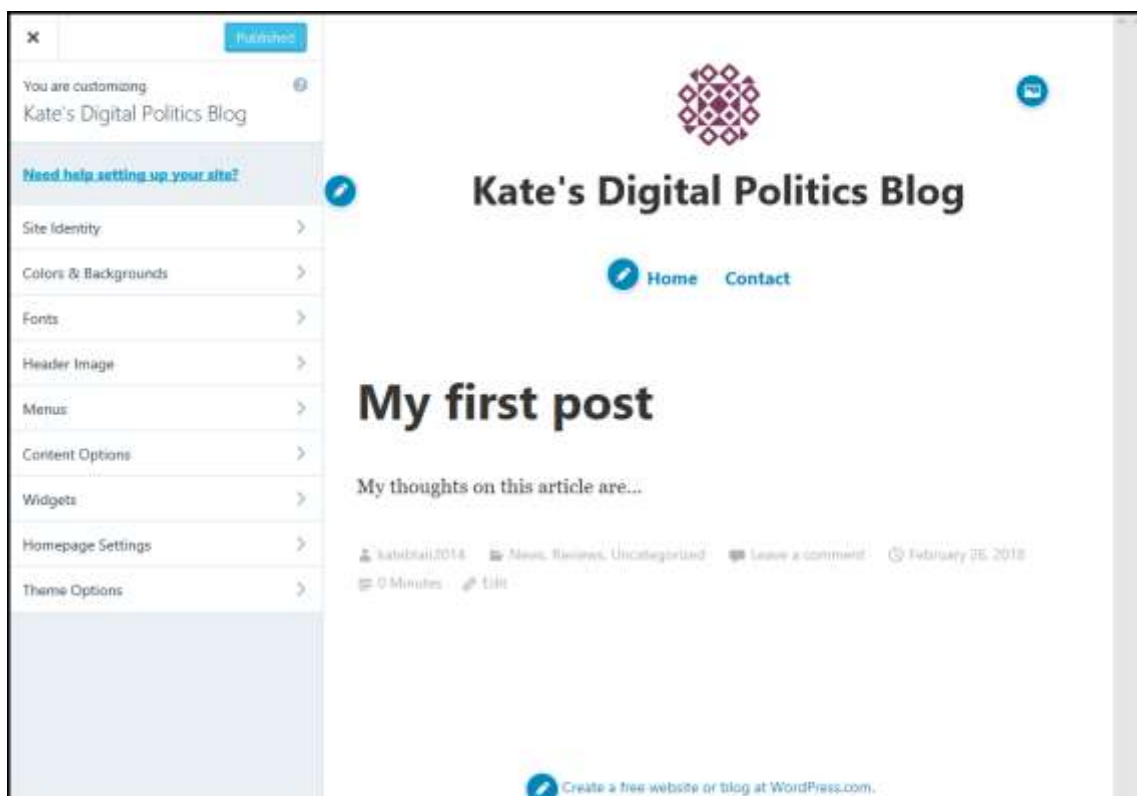 Published
You are customizing
Kate's Digital Politics Blog
Need help setting up your site?
Site Identity
Colors & Backgrounds
Fonts
Header Image
Menus
Content Options
Widgets
Homepage Settings
Theme Options
Kate's Digital Politics Blog
Home Contact
My first post
My thoughts on this article are...
News, Reviews, Uncategorized Leave a comment February 26, 2018
0 Minutes Edit
Create a free website or blog at WordPress.com.